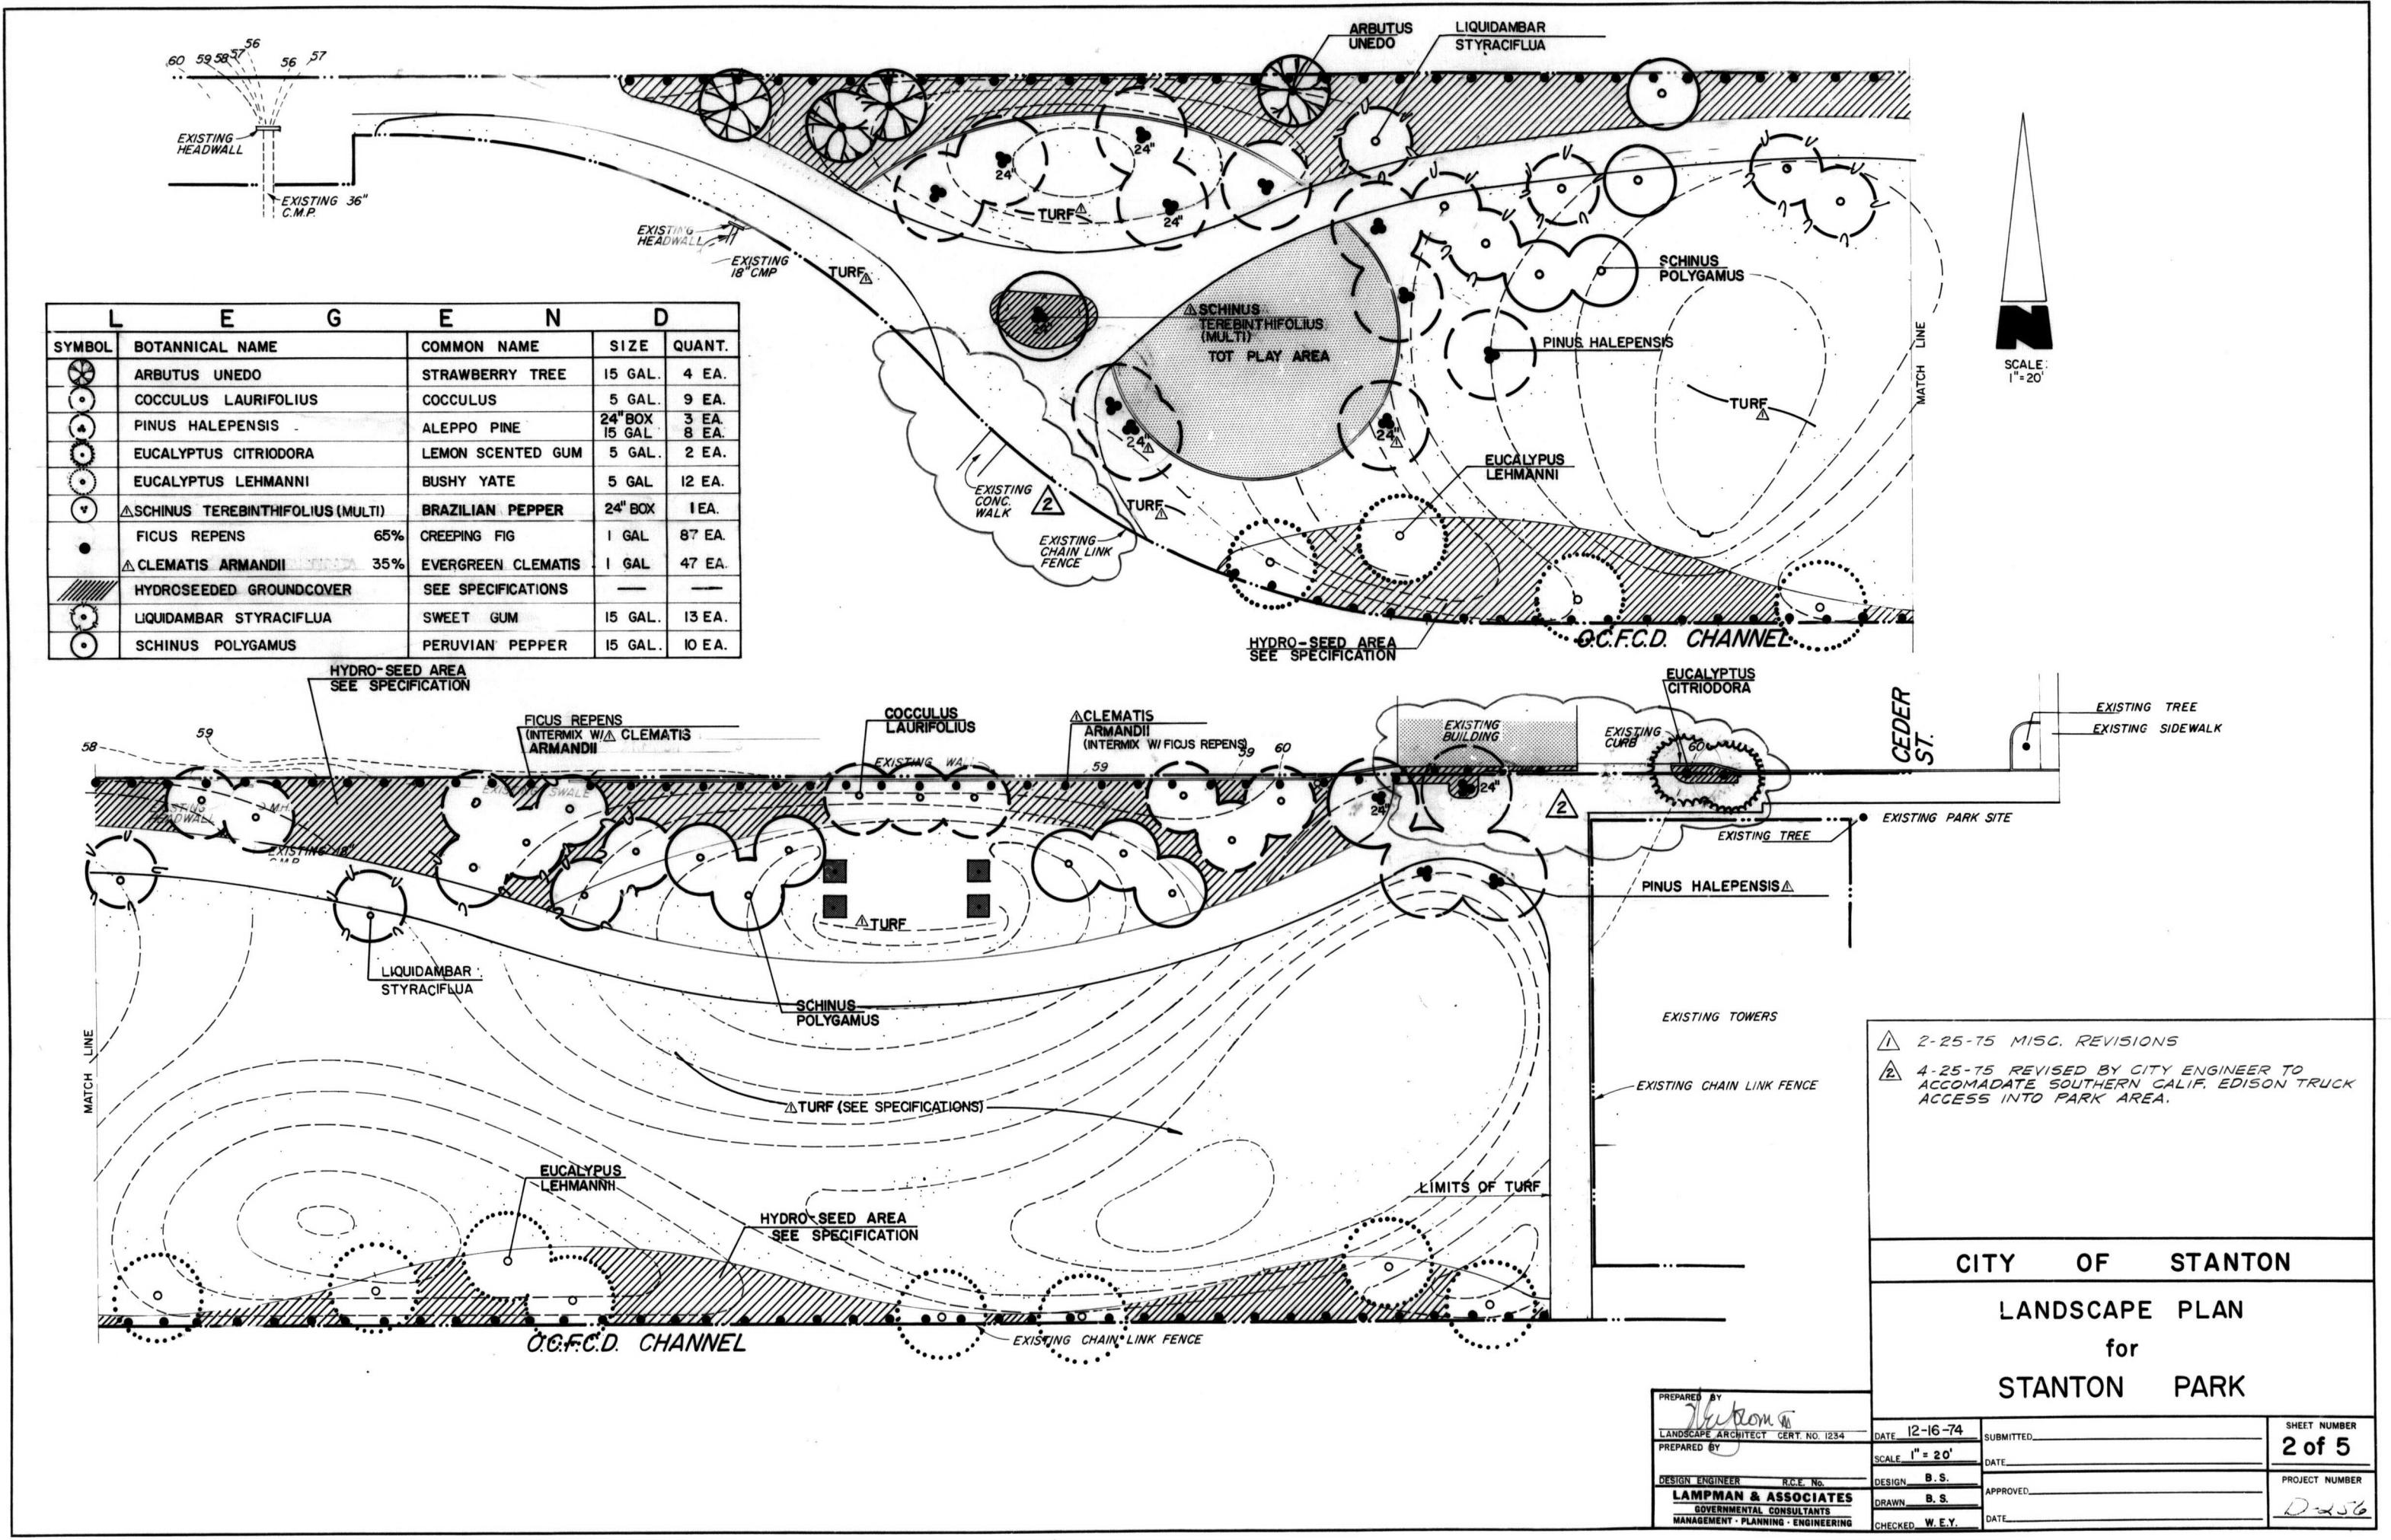 60 59 58 57 56 56 57
EXISTING
HEADWALL
EXISTING 36"
C.M.P.
ARBUTUS
UNEDO
LIQUIDAMBAR
STYRACIFLUA
24"
24"
24"
TURF
EXISTING
HEADWALL
EXISTING
18" CMP
TURF
24"
SCHINUS
TEREBINTHIFOLIUS
(MULTI)
TOT PLAY AREA
SCHINUS
POLYGAMUS
PINUS HALEPENSIS
TURF
24"
24"
EUCALYPUS
LEHMANNI
EXISTING
CONC.
WALK
2
TURF
EXISTING
CHAIN LINK
FENCE
HYDRO-SEED AREA
SEE SPECIFICATION
O.C.F.C.D. CHANNEL
MATCH LINE
N
SCALE:
1"=20'
L E G E N D
SYMBOL BOTANNICAL NAME COMMON NAME SIZE QUANT.
ARBUTUS UNEDO STRAWBERRY TREE 15 GAL. 4 EA.
COCCULUS LAURIFOLIUS COCCULUS 5 GAL. 9 EA.
PINUS HALEPENSIS ALEPPO PINE 24" BOX 3 EA.
15 GAL 8 EA.
EUCALYPTUS CITRIODORA LEMON SCENTED GUM 5 GAL. 2 EA.
EUCALYPTUS LEHMANNI BUSHY YATE 5 GAL 12 EA.
SCHINUS TEREBINTHIFOLIUS (MULTI) BRAZILIAN PEPPER 24" BOX 1 EA.
FICUS REPENS 65% CREEPING FIG 1 GAL 87 EA.
CLEMATIS ARMANDII 35% EVERGREEN CLEMATIS 1 GAL 47 EA.
HYDROSEEDED GROUNDCOVER SEE SPECIFICATIONS — —
LIQUIDAMBAR STYRACIFLUA SWEET GUM 15 GAL. 13 EA.
SCHINUS POLYGAMUS PERUVIAN PEPPER 15 GAL. 10 EA.
HYDRO-SEED AREA
SEE SPECIFICATION
58
59
FICUS REPENS
(INTERMIX W/ CLEMATIS
ARMANDII
COCCULUS
LAURIFOLIUS
CLEMATIS
ARMANDII
(INTERMIX W/ FICUS REPENS)
59
60
59
EXISTING WALL
EXISTING SWALE
EXISTING
HEADWALL
M.H.
EXISTING 18"
CMP
EXISTING
BUILDING
EXISTING
CURB
60
EUCALYPTUS
CITRIODORA
24"
24"
2
CEDER
ST.
EXISTING TREE
EXISTING SIDEWALK
EXISTING PARK SITE
EXISTING TREE
PINUS HALEPENSIS
TURF
LIQUIDAMBAR
STYRACIFLUA
SCHINUS
POLYGAMUS
MATCH LINE
TURF (SEE SPECIFICATIONS)
EXISTING TOWERS
EXISTING CHAIN LINK FENCE
LIMITS OF TURF
EUCALYPUS
LEHMANNII
HYDRO-SEED AREA
SEE SPECIFICATION
O.C.F.C.D. CHANNEL
EXISTING CHAIN LINK FENCE
1 2-25-75 MISC. REVISIONS
2 4-25-75 REVISED BY CITY ENGINEER TO
ACCOMADATE SOUTHERN CALIF. EDISON TRUCK
ACCESS INTO PARK AREA.
CITY OF STANTON
LANDSCAPE PLAN
for
STANTON PARK
PREPARED BY
LANDSCAPE ARCHITECT CERT. NO. 1234
PREPARED BY
DESIGN ENGINEER R.C.E. No.
LAMPMAN & ASSOCIATES
GOVERNMENTAL CONSULTANTS
MANAGEMENT · PLANNING · ENGINEERING
DATE 12-16-74
SCALE 1" = 20'
DESIGN B.S.
DRAWN B.S.
CHECKED W.E.Y.
SUBMITTED
DATE
APPROVED
DATE
SHEET NUMBER
2 of 5
PROJECT NUMBER
D-256